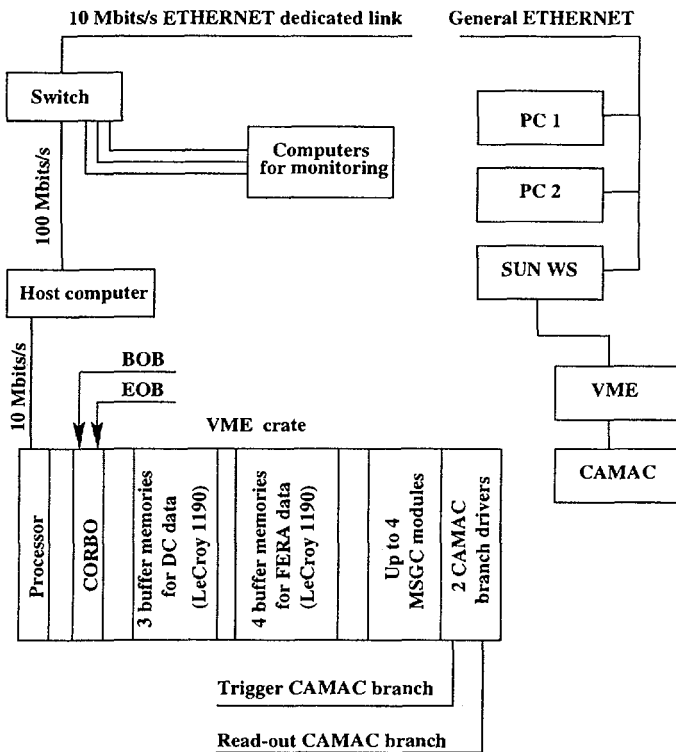 10 Mbits/s ETHERNET dedicated link
General ETHERNET
Switch
Computers
for monitoring
PC 1
PC 2
SUN WS
100 Mbits/s
Host computer
10 Mbits/s
BOB
EOB
VME crate
VME
CAMAC
Processor
CORBO
3 buffer memories
for DC data
(LeCroy 1190)
4 buffer memories
for FERA data
(LeCroy 1190)
Up to 4
MSGC modules
2 CAMAC
branch drivers
Trigger CAMAC branch
Read-out CAMAC branch